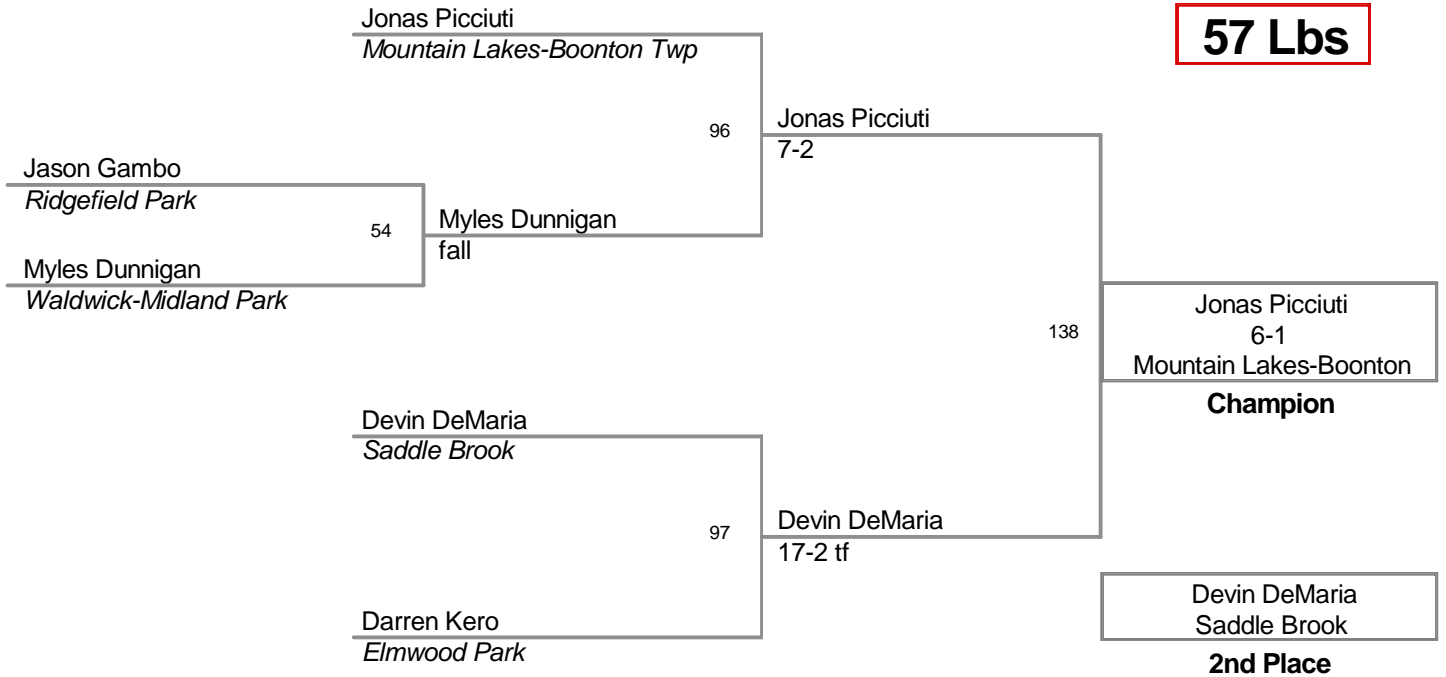 Jonas Picciuti
Mountain Lakes-Boonton Twp
57 Lbs
96
Jonas Picciuti
7-2
Jason Gambo
Ridgefield Park
54
Myles Dunnigan
fall
Myles Dunnigan
Waldwick-Midland Park
138
Jonas Picciuti
6-1
Mountain Lakes-Boonton
Champion
Devin DeMaria
Saddle Brook
97
Devin DeMaria
17-2 tf
Darren Kero
Elmwood Park
Devin DeMaria
Saddle Brook
2nd Place